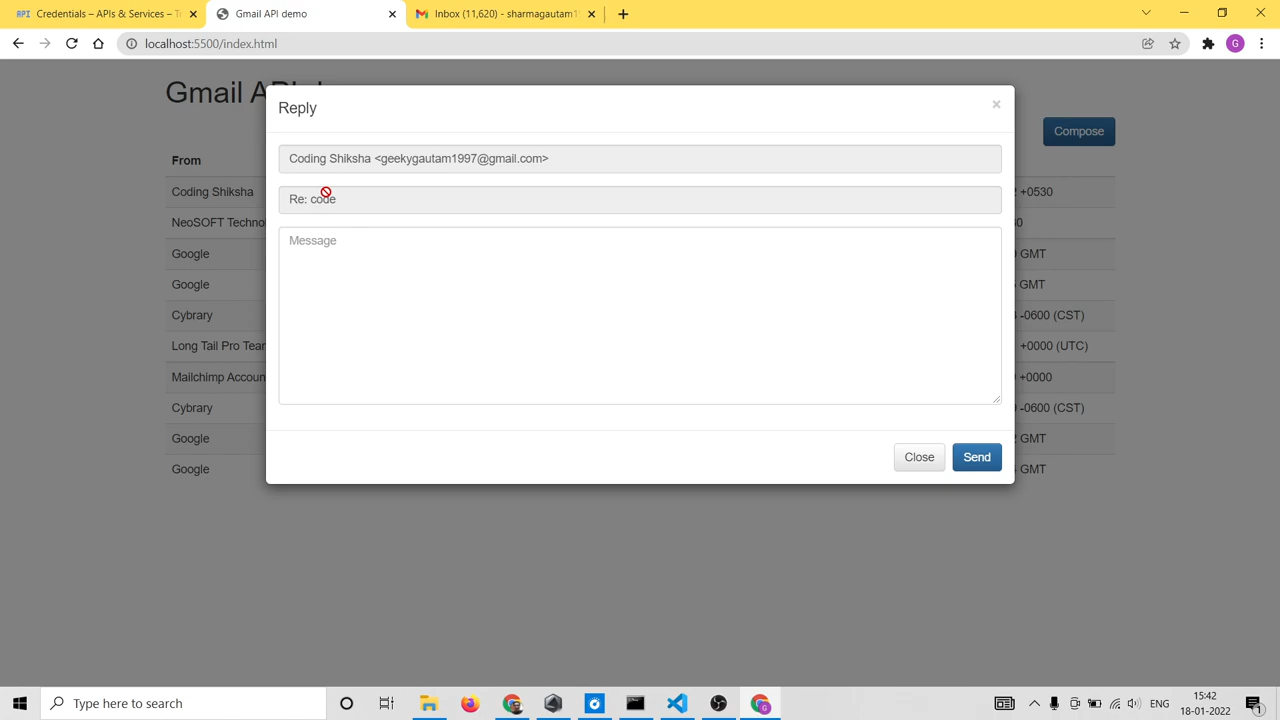 API Credentials – APIs & Services – T
Gmail API demo
Inbox (11,620) - sharmagautam1
localhost:5500/index.html
G
Gmail A
Reply
Compose
Coding Shiksha <geekygautam1997@gmail.com>
From
Coding Shiksha
+0530
Re: code
NeoSOFT Techno
Message
Google
GMT
Google
GMT
Cybrary
-0600 (CST)
Long Tail Pro Tear
+0000 (UTC)
Mailchimp Accoun
+0000
Cybrary
-0600 (CST)
Google
GMT
Close
Send
Google
GMT
Type here to search
ENG
15:42
18-01-2022
1